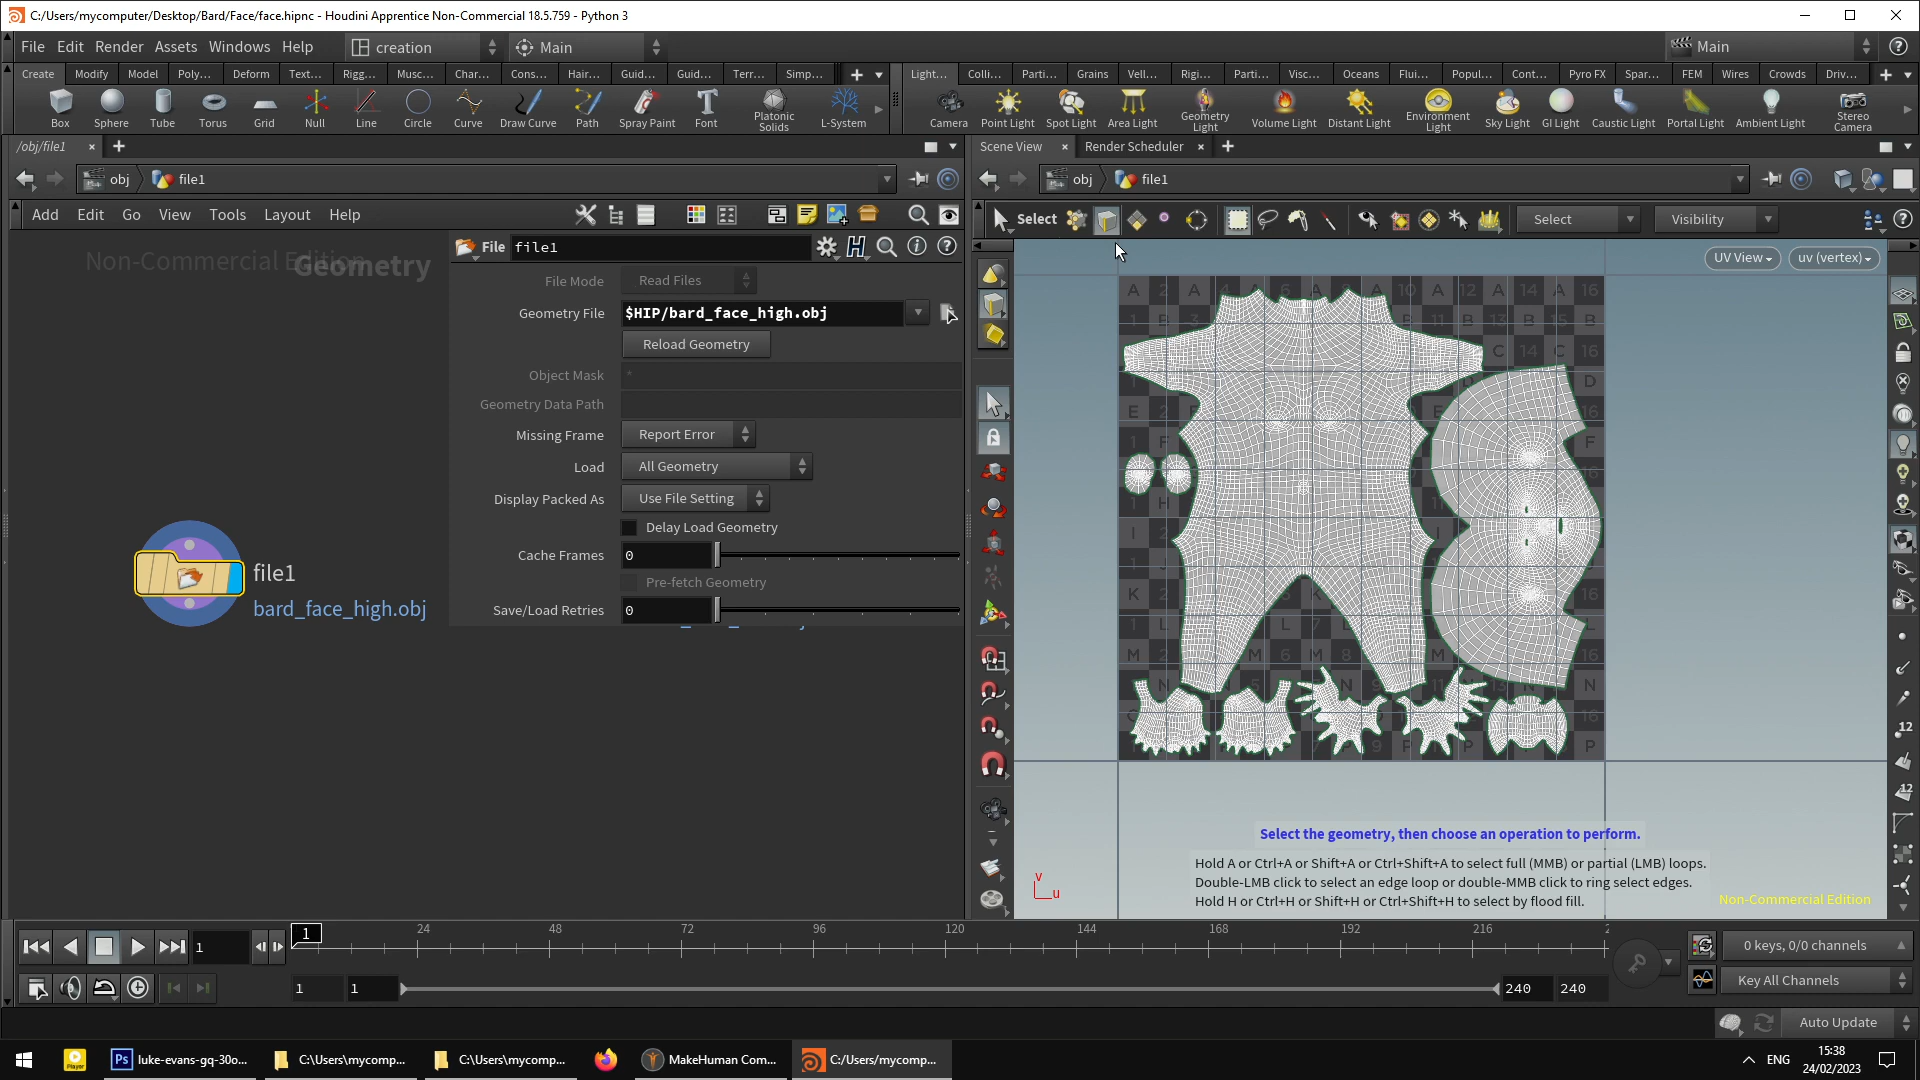 C:/Users/mycomputer/Desktop/Bard/Face/face.hipnc - Houdini Apprentice Non-Commercial 18.5.759 - Python 3
File Edit Render Assets Windows Help creation Main Main
Create Modify Model Poly... Deform Text... Rigg... Musc... Char... Cons... Hair... Guid... Guid... Terr... Simp...
Light... Colli... Parti... Grains Vell... Rigi... Parti... Visc... Oceans Flui... Popul... Cont... Pyro FX Spar... FEM Wires Crowds Driv...
Box Sphere Tube Torus Grid Null Line Circle Curve Draw Curve Path Spray Paint Font Platonic Solids L-System
Camera Point Light Spot Light Area Light Geometry Light Volume Light Distant Light Environment Light Sky Light GI Light Caustic Light Portal Light Ambient Light Stereo Camera
/obj/file1
Scene View Render Scheduler
obj file1
obj file1
Add Edit Go View Tools Layout Help
Select Select Visibility
Non-Commercial Edition
Geometry
File file1
UV View uv (vertex)
File Mode Read Files
Geometry File $HIP/bard_face_high.obj
Reload Geometry
Object Mask *
Geometry Data Path
Missing Frame Report Error
Load All Geometry
Display Packed As Use File Setting
Delay Load Geometry
Cache Frames 0
Pre-fetch Geometry
Save/Load Retries 0
file1
bard_face_high.obj
Select the geometry, then choose an operation to perform.
Hold A or Ctrl+A or Shift+A or Ctrl+Shift+A to select full (MMB) or partial (LMB) loops.
Double-LMB click to select an edge loop or double-MMB click to ring select edges.
Hold H or Ctrl+H or Shift+H or Ctrl+Shift+H to select by flood fill.
v
u
Non-Commercial Edition
12
12
1 1 24 48 72 96 120 144 168 192 216 2
0 keys, 0/0 channels
1 1 240 240
Key All Channels
Auto Update
luke-evans-gq-30o... C:\Users\mycomp... C:\Users\mycomp... MakeHuman Com... C:/Users/mycomp...
ENG
15:38
24/02/2023